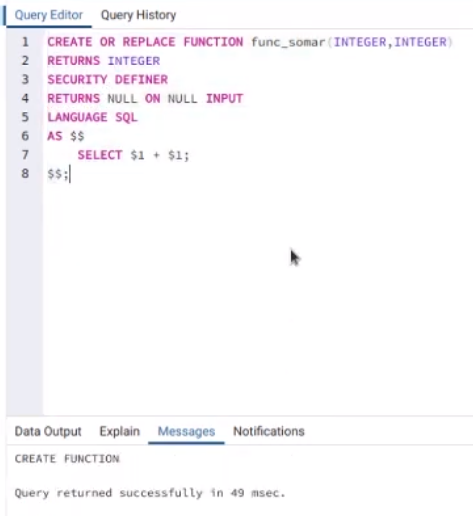 Query Editor Query History
1 CREATE OR REPLACE FUNCTION func_somar(INTEGER,INTEGER)
2 RETURNS INTEGER
3 SECURITY DEFINER
4 RETURNS NULL ON NULL INPUT
5 LANGUAGE SQL
6 AS $$
7 SELECT $1 + $1;
8 $$;
Data Output Explain Messages Notifications
CREATE FUNCTION
Query returned successfully in 49 msec.